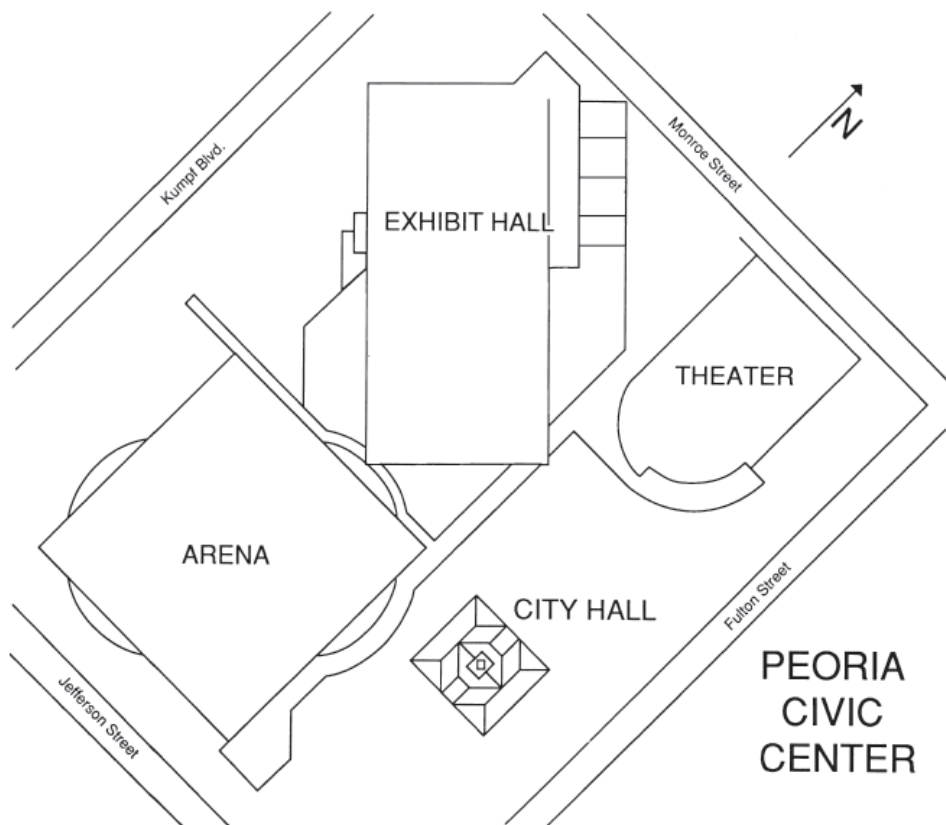 Kumpf Blvd.
Monroe Street
N
EXHIBIT HALL
THEATER
ARENA
CITY HALL
Fulton Street
Jefferson Street
PEORIA
CIVIC
CENTER